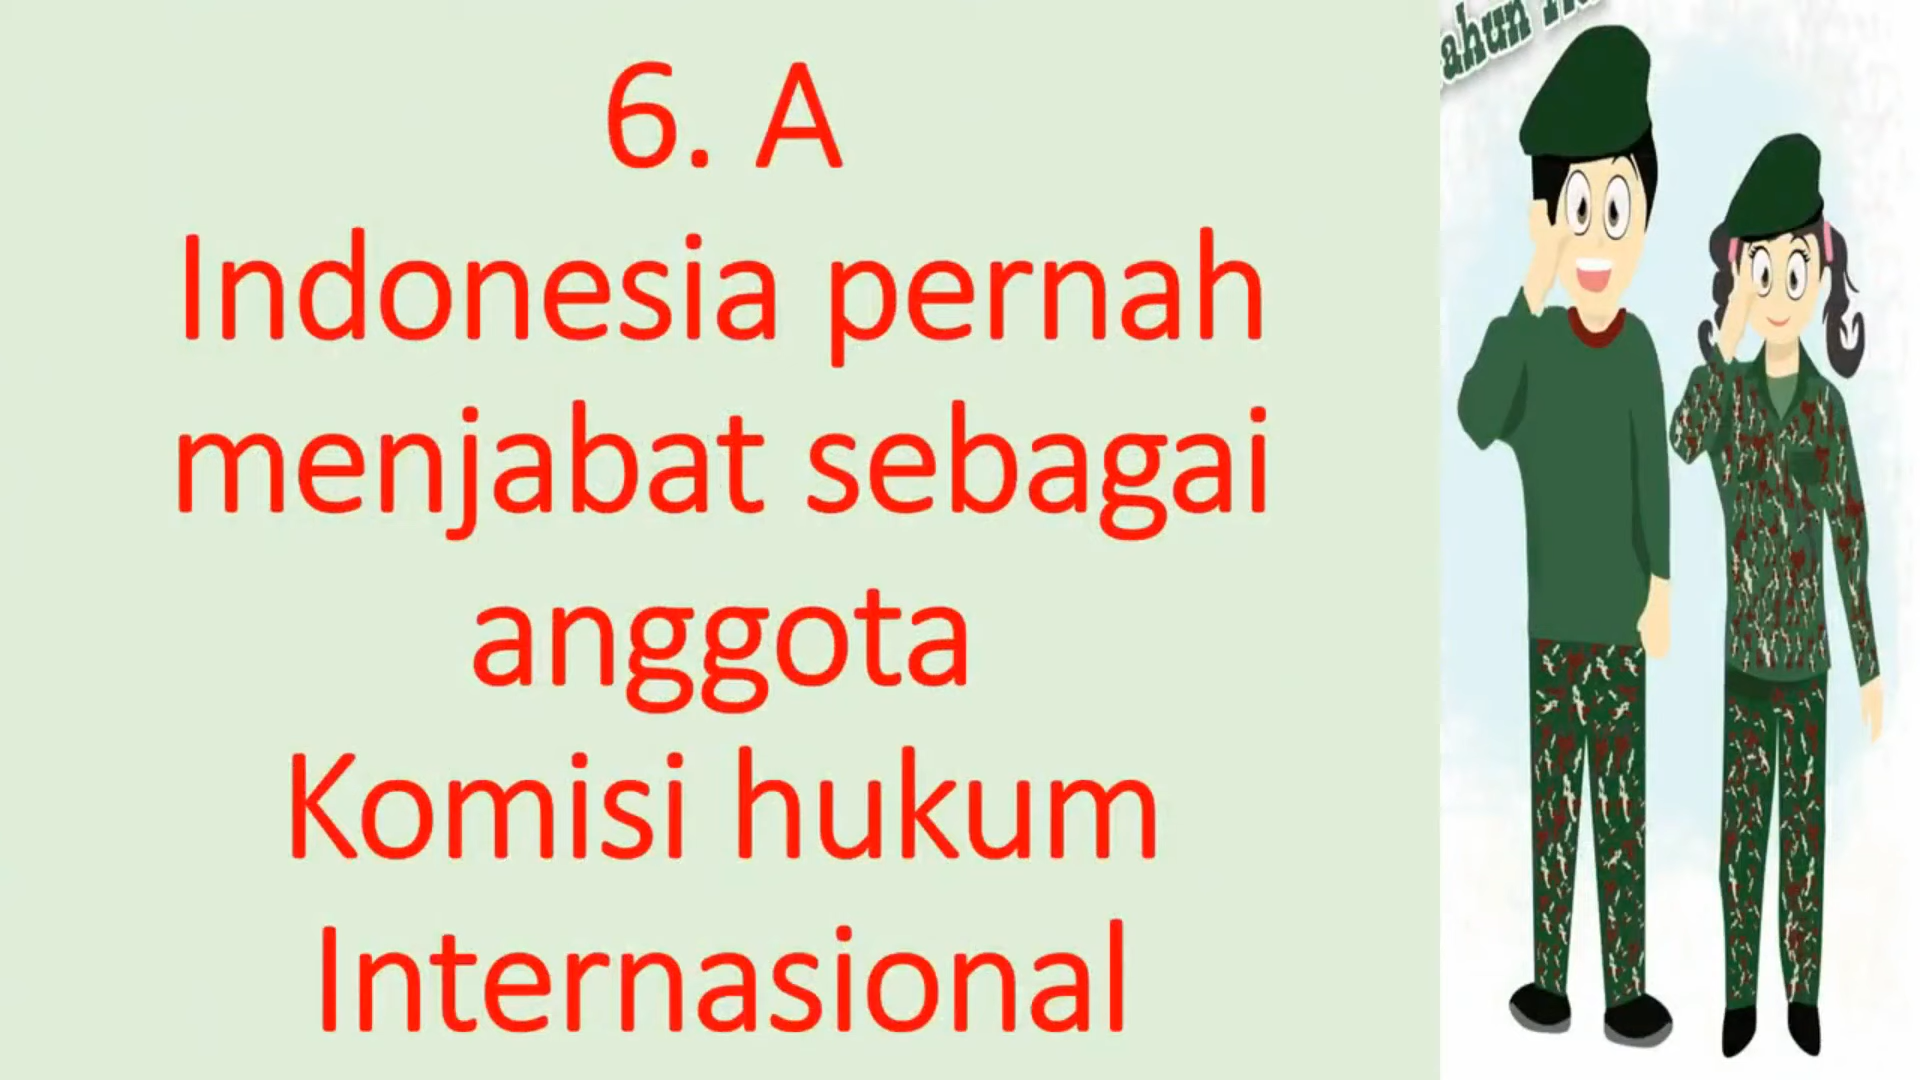 6. A
Indonesia pernah
menjabat sebagai
anggota
Komisi hukum
Internasional